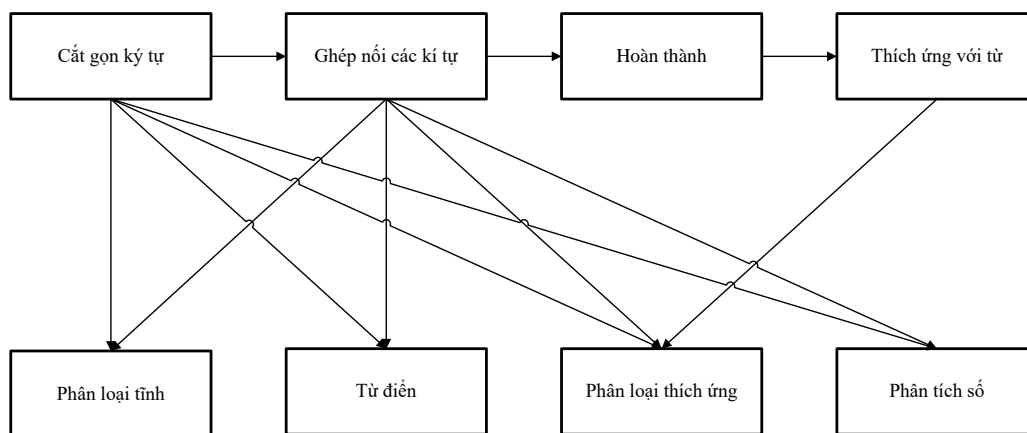 Cắt gọn ký tự
Ghép nối các kí tự
Hoàn thành
Thích ứng với từ
Phân loại tĩnh
Từ điển
Phân loại thích ứng
Phân tích số